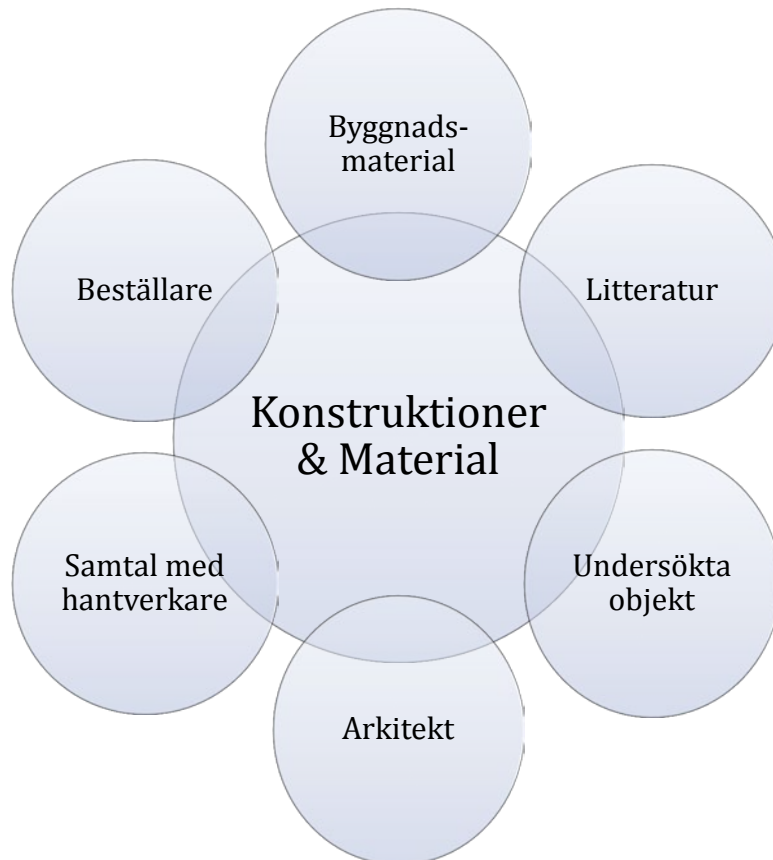 Byggnads-
material
Beställare
Litteratur
Konstruktioner
& Material
Samtal med
hantverkare
Undersökta
objekt
Arkitekt